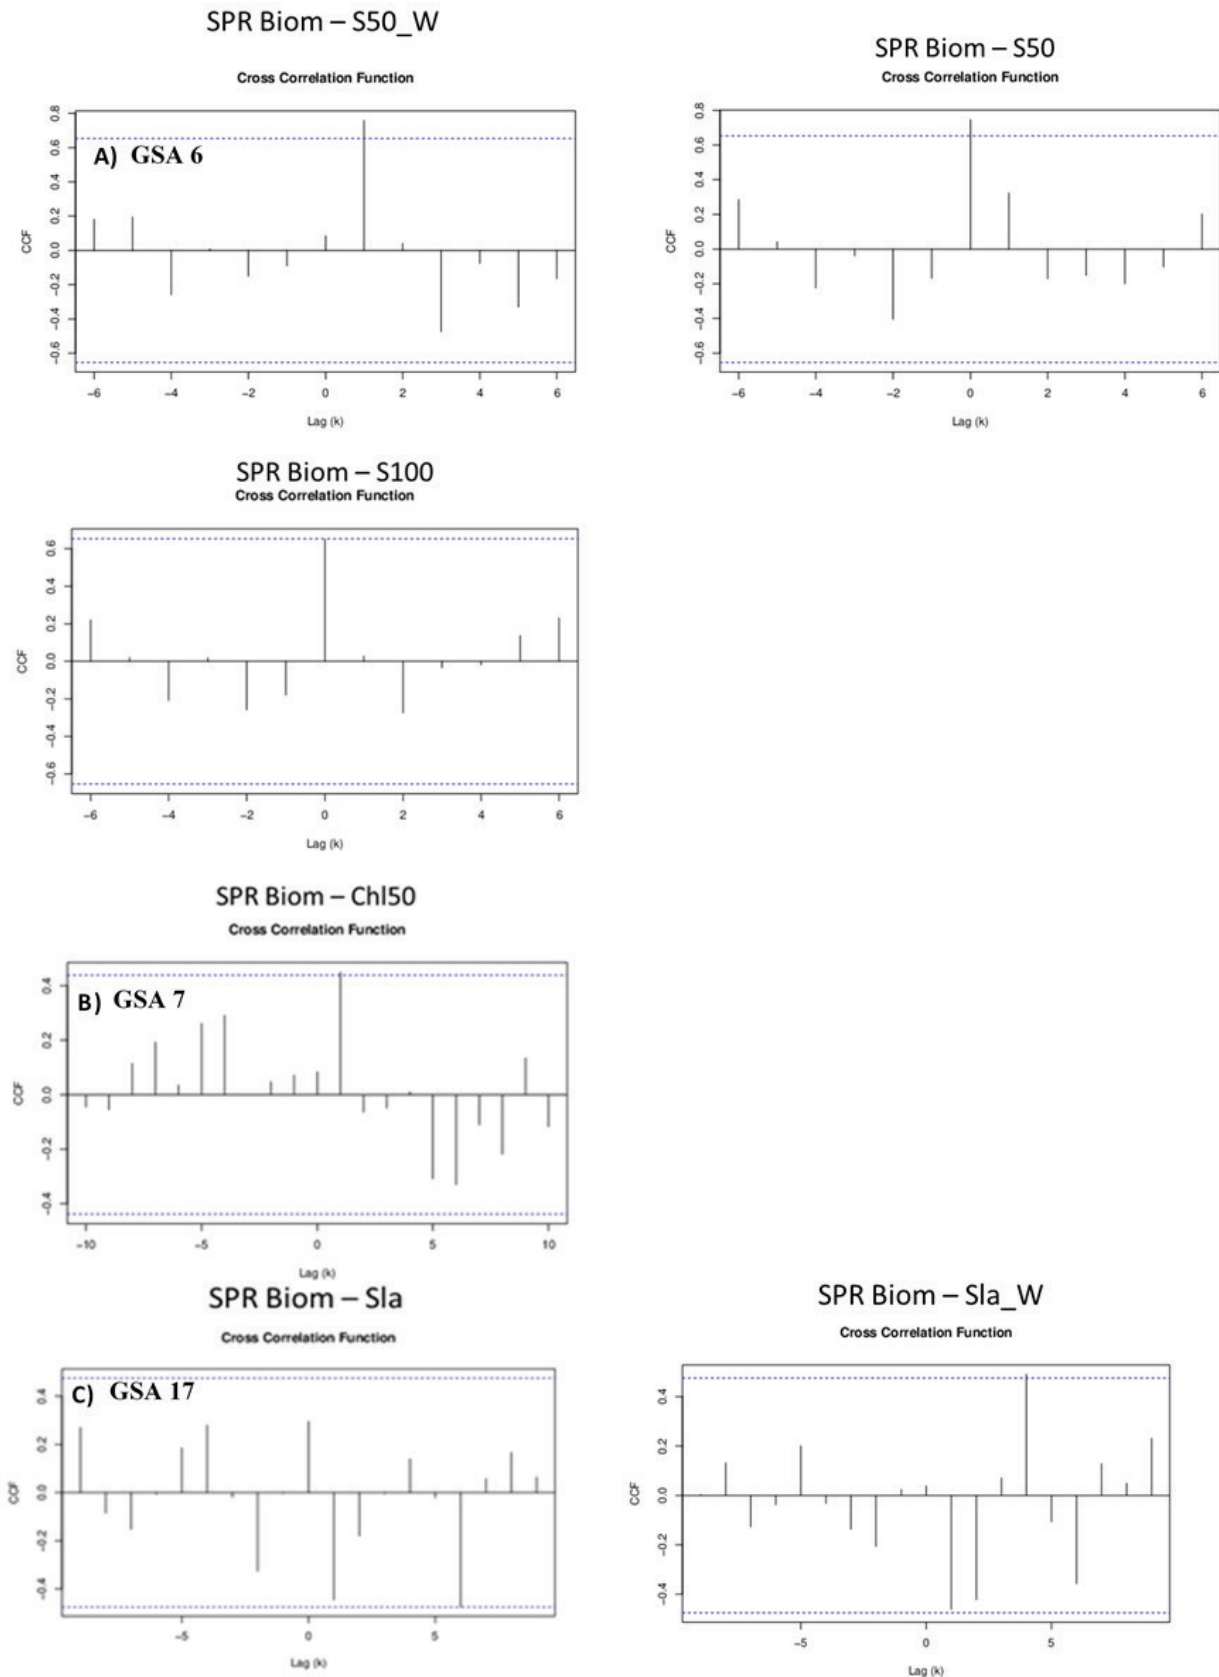 SPR Biom – S50_W
Cross Correlation Function
A) GSA 6
CCF
0.8
0.6
0.4
0.2
0.0
−0.2
−0.4
−0.6
−6 −4 −2 0 2 4 6
Lag (k)
SPR Biom – S50
Cross Correlation Function
CCF
0.8
0.6
0.4
0.2
0.0
−0.2
−0.4
−0.6
−6 −4 −2 0 2 4 6
Lag (k)
SPR Biom – S100
Cross Correlation Function
CCF
0.6
0.4
0.2
0.0
−0.2
−0.4
−0.6
−6 −4 −2 0 2 4 6
Lag (k)
SPR Biom – Chl50
Cross Correlation Function
B) GSA 7
CCF
0.4
0.2
0.0
−0.2
−0.4
−10 −5 0 5 10
Lag (k)
SPR Biom – Sla
Cross Correlation Function
C) GSA 17
CCF
0.4
0.2
0.0
−0.2
−0.4
−5 0 5
Lag (k)
SPR Biom – Sla_W
Cross Correlation Function
CCF
0.4
0.2
0.0
−0.2
−0.4
−5 0 5
Lag (k)